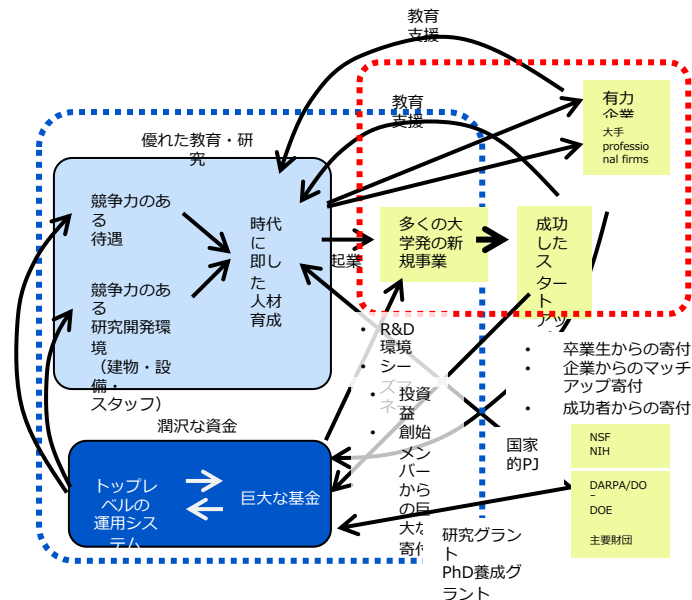 教育
支援
教育
支援
有力
企業
大手
professio
nal firms
優れた教育・研
究
競争力のあ
る
待遇
競争力のある
研究開発環
境
（建物・設
備・
スタッフ）
時代
に
即し
た
人材
育成
起業
多くの大
学発の新
規事業
成功
した
スタ
ート
アッ
• R&D
環境
• シー
ズマ
ネ
• 投資
益
• 創始
メン
バー
から
の巨
大な
寄付
• 卒業生からの寄付
• 企業からのマッチ
アップ寄付
• 成功者からの寄付
潤沢な資金
トップレ
ベルの
運用シス
テム
巨大な基金
国家
的PJ
NSF
NIH
DARPA/DO
DOE
主要財団
研究グラン
ト
PhD養成グ
ラント